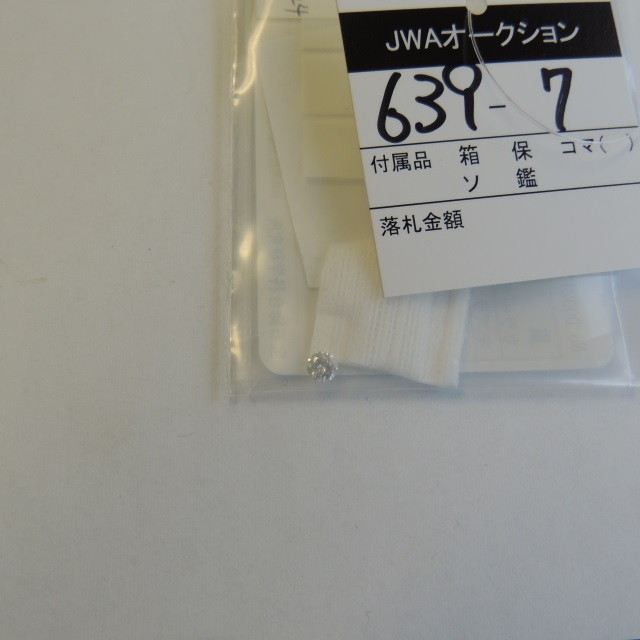 JWAオークション
639-7
付属品 箱 保 コマ( )
ソ 鑑
落札金額